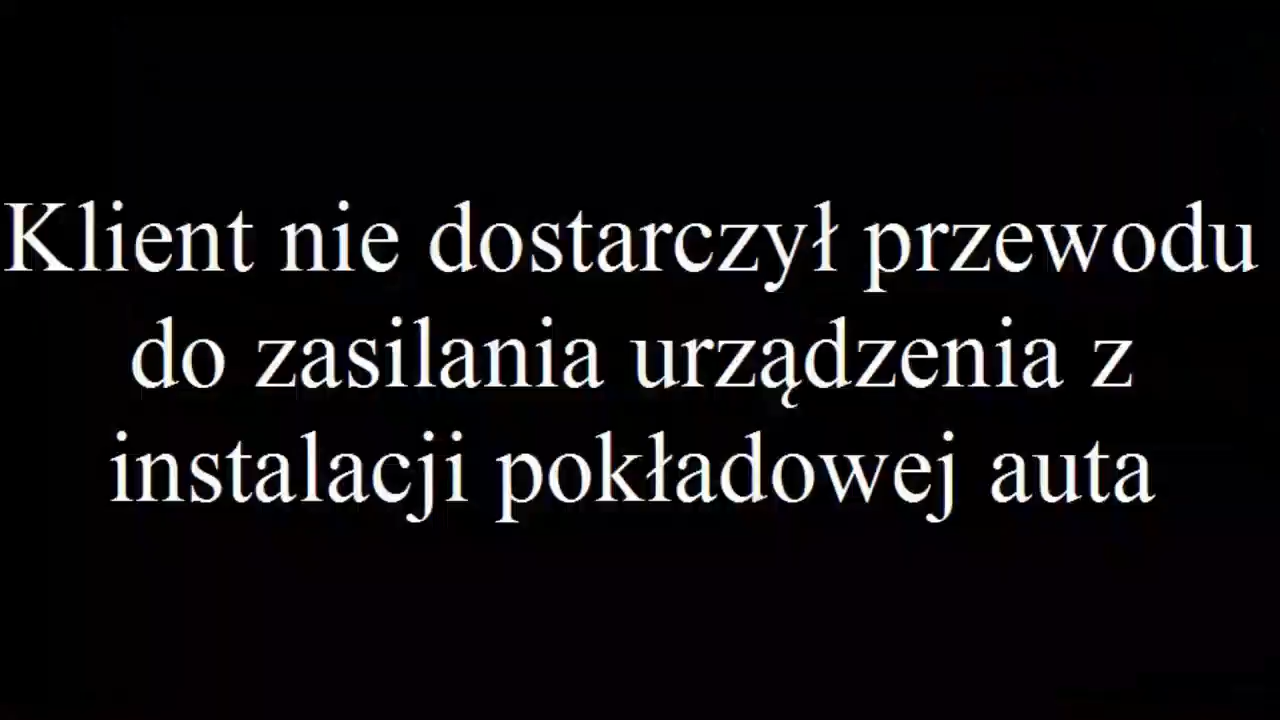 Klient nie dostarczył przewodu
do zasilania urządzenia z
instalacji pokładowej auta